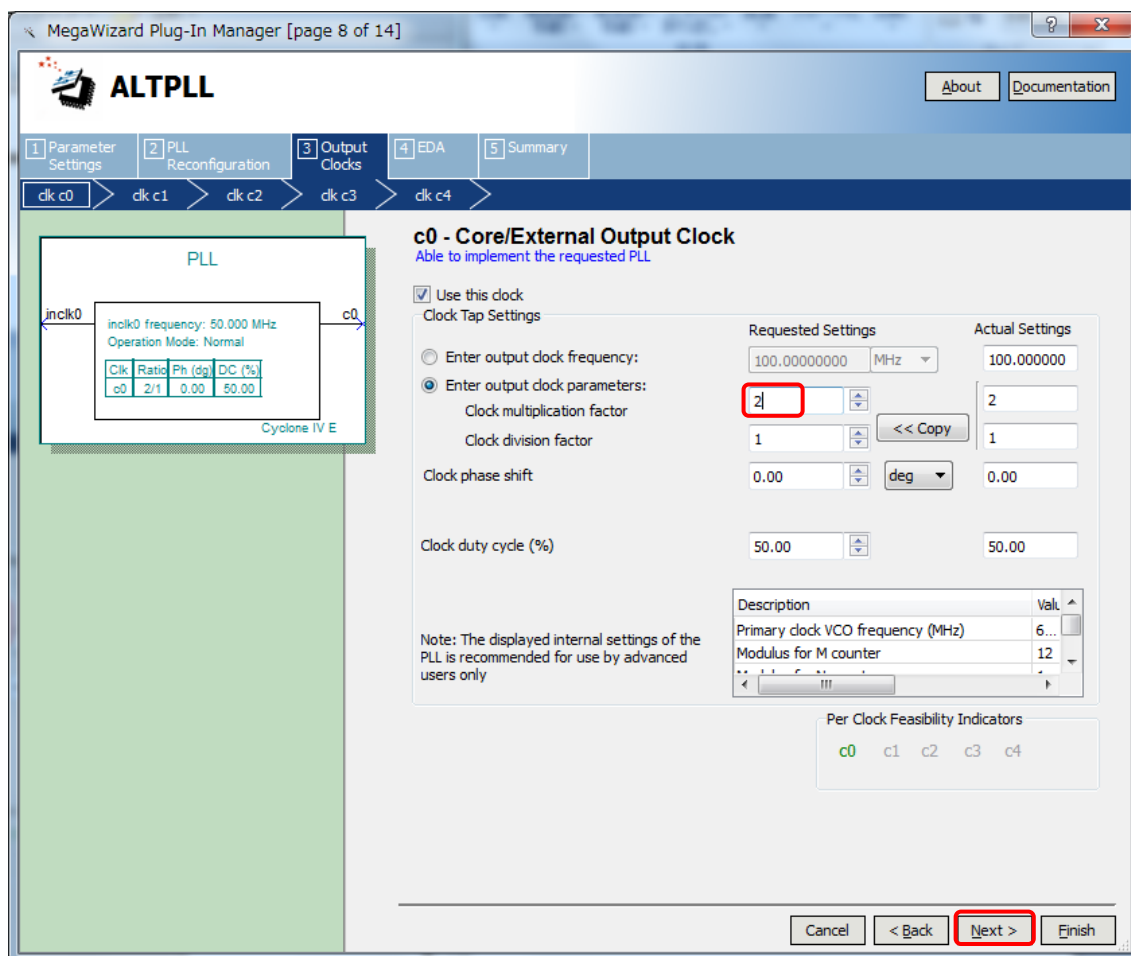 MegaWizard Plug-In Manager [page 8 of 14]
ALTPLL
About
Documentation
1 Parameter Settings
2 PLL Reconfiguration
3 Output Clocks
4 EDA
5 Summary
clk c0
clk c1
clk c2
clk c3
clk c4
PLL
inclk0
c0
inclk0 frequency: 50.000 MHz
Operation Mode: Normal
Clk Ratio Ph (dg) DC (%)
c0 2/1 0.00 50.00
Cyclone IV E
c0 - Core/External Output Clock
Able to implement the requested PLL
Use this clock
Clock Tap Settings
Requested Settings
Actual Settings
Enter output clock frequency:
100.00000000
MHz
100.000000
Enter output clock parameters:
Clock multiplication factor
2
2
Clock division factor
1
<< Copy
1
Clock phase shift
0.00
deg
0.00
Clock duty cycle (%)
50.00
50.00
Note: The displayed internal settings of the
PLL is recommended for use by advanced
users only
Description
Primary clock VCO frequency (MHz) 6...
Modulus for M counter 12
Per Clock Feasibility Indicators
c0 c1 c2 c3 c4
Cancel
< Back
Next >
Finish